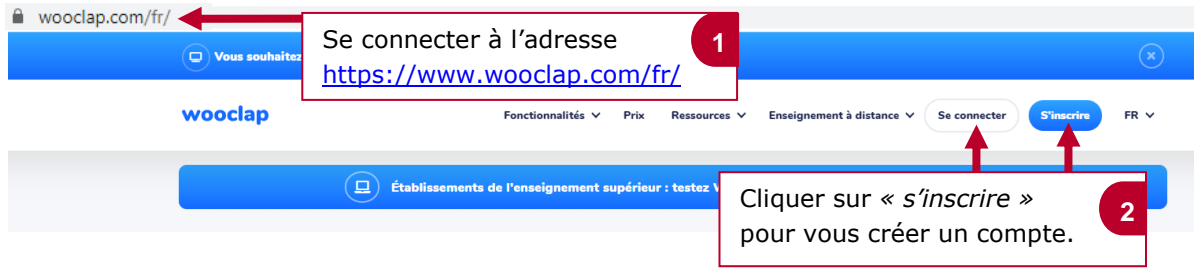 wooclap.com/fr/
Se connecter à l’adresse
https://www.wooclap.com/fr/
1
Vous souhaitez
wooclap
Fonctionnalités
Prix
Ressources
Enseignement à distance
Se connecter
S'inscrire
FR
Établissements de l'enseignement supérieur : testez
Cliquer sur « s’inscrire »
pour vous créer un compte.
2